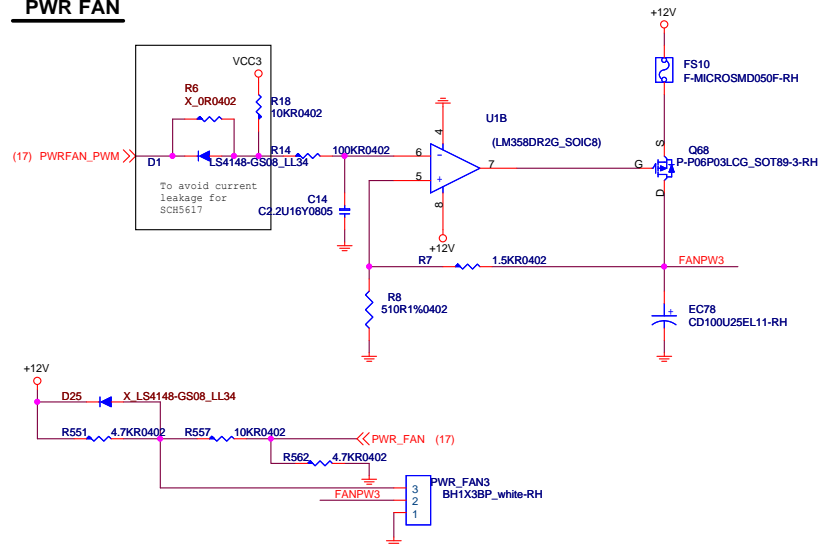 PWR FAN
+12V
FS10
F-MICROSMD050F-RH
VCC3
R6
X_0R0402
R18
10KR0402
U1B
(LM358DR2G_SOIC8)
4
S
Q68
P-P06P03LCG_SOT89-3-RH
G
D
(17) PWRFAN_PWM
D1
LS4148-GS08_LL34
R14
100KR0402
6
5
7
8
To avoid current
leakage for
SCH5617
C14
C2.2U16Y0805
+12V
R7
1.5KR0402
FANPW3
R8
510R1%0402
EC78
CD100U25EL11-RH
+
+12V
D25
X_LS4148-GS08_LL34
R551
4.7KR0402
R557
10KR0402
PWR_FAN (17)
R562
4.7KR0402
PWR_FAN3
BH1X3BP_white-RH
FANPW3
3
2
1